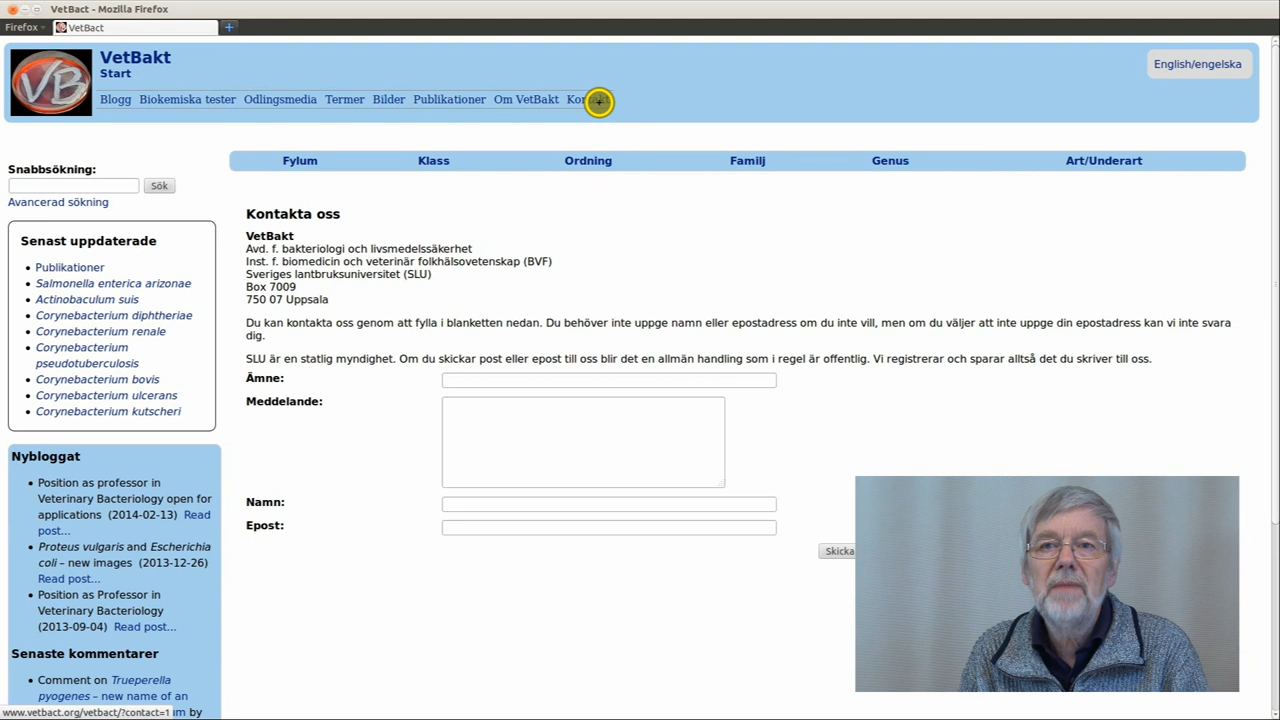 VetBact - Mozilla Firefox
Firefox
VetBact
VB
VetBakt
Start
English/engelska
Blogg Biokemiska tester Odlingsmedia Termer Bilder Publikationer Om VetBakt
Snabbsökning:
Sök
Avancerad sökning
Fylum Klass Ordning Familj Genus Art/Underart
Senast uppdaterade
Publikationer
Salmonella enterica arizonae
Actinobaculum suis
Corynebacterium diphtheriae
Corynebacterium renale
Corynebacterium
pseudotuberculosis
Corynebacterium bovis
Corynebacterium ulcerans
Corynebacterium kutscheri
Nybloggat
Position as professor in
Veterinary Bacteriology open for
applications (2014-02-13) Read
post...
Proteus vulgaris and Escherichia
coli – new images (2013-12-26)
Read post...
Position as Professor in
Veterinary Bacteriology
(2013-09-04) Read post...
Senaste kommentarer
Comment on Trueperella
pyogenes – new name of an
by
www.vetbact.org/vetbact/?contact=1
Kontakta oss
VetBakt
Avd. f. bakteriologi och livsmedelssäkerhet
Inst. f. biomedicin och veterinär folkhälsovetenskap (BVF)
Sveriges lantbruksuniversitet (SLU)
Box 7009
750 07 Uppsala
Du kan kontakta oss genom att fylla i blanketten nedan. Du behöver inte uppge namn eller epostadress om du inte vill, men om du väljer att inte uppge din epostadress kan vi inte svara
dig.
SLU är en statlig myndighet. Om du skickar post eller epost till oss blir det en allmän handling som i regel är offentlig. Vi registrerar och sparar alltså det du skriver till oss.
Ämne:
Meddelande:
Namn:
Epost:
Skicka